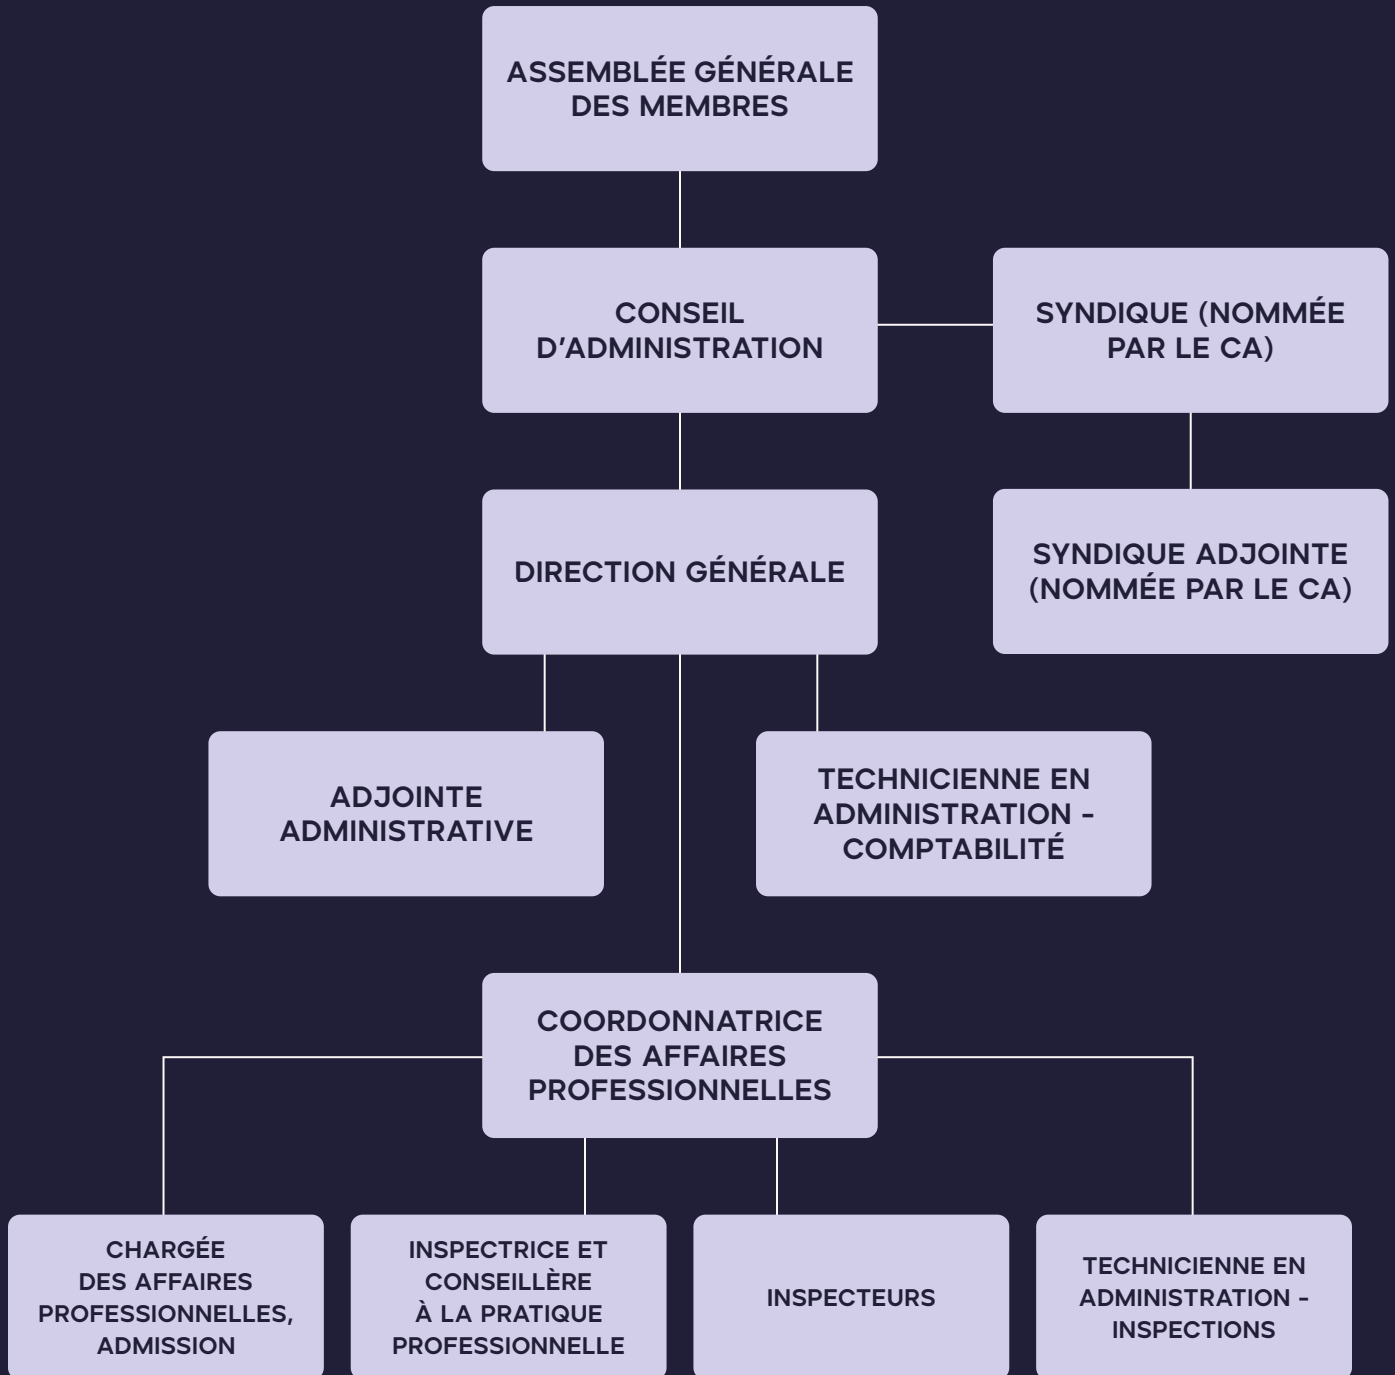 ASSEMBLÉE GÉNÉRALE
DES MEMBRES
CONSEIL
D'ADMINISTRATION
SYNDIQUE (NOMMÉE
PAR LE CA)
DIRECTION GÉNÉRALE
SYNDIQUE ADJOINTE
(NOMMÉE PAR LE CA)
ADJOINTE
ADMINISTRATIVE
TECHNICIENNE EN
ADMINISTRATION -
COMPTABILITÉ
COORDONNATRICE
DES AFFAIRES
PROFESSIONNELLES
CHARGÉE
DES AFFAIRES
PROFESSIONNELLES,
ADMISSION
INSPECTRICE ET
CONSEILLÈRE
À LA PRATIQUE
PROFESSIONNELLE
INSPECTEURS
TECHNICIENNE EN
ADMINISTRATION -
INSPECTIONS